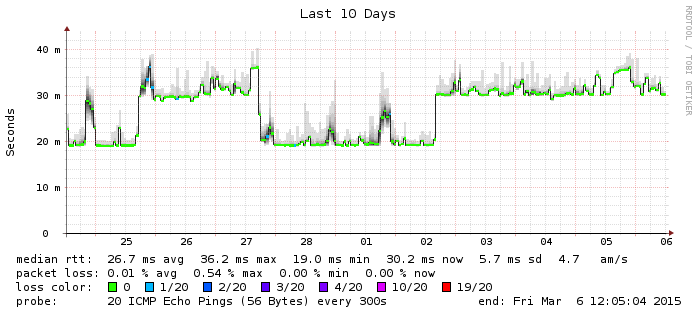 Last 10 Days
RRDTOOL / TOBI OETIKER
Seconds
40 m
30 m
20 m
10 m
0
25 26 27 28 01 02 03 04 05 06
median rtt: 26.7 ms avg 36.2 ms max 19.0 ms min 30.2 ms now 5.7 ms sd 4.7 am/s
packet loss: 0.01 % avg 0.54 % max 0.00 % min 0.00 % now
loss color: 0 1/20 2/20 3/20 4/20 10/20 19/20
probe: 20 ICMP Echo Pings (56 Bytes) every 300s end: Fri Mar 6 12:05:04 2015